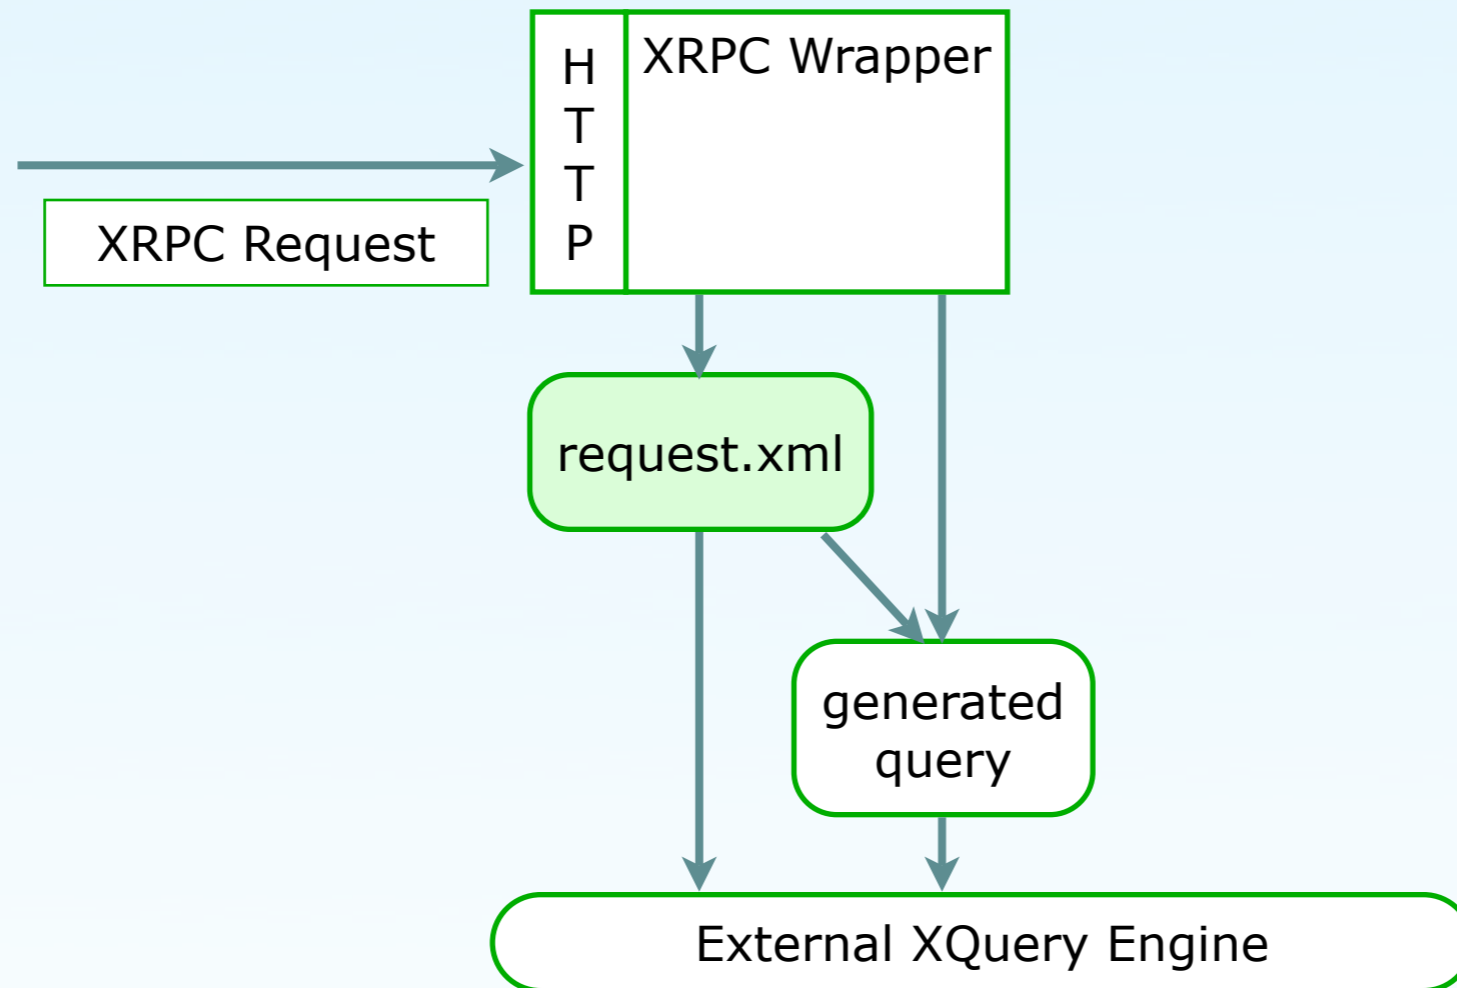 XRPC Wrapper
H
T
T
P
XRPC Request
request.xml
generated
query
External XQuery Engine